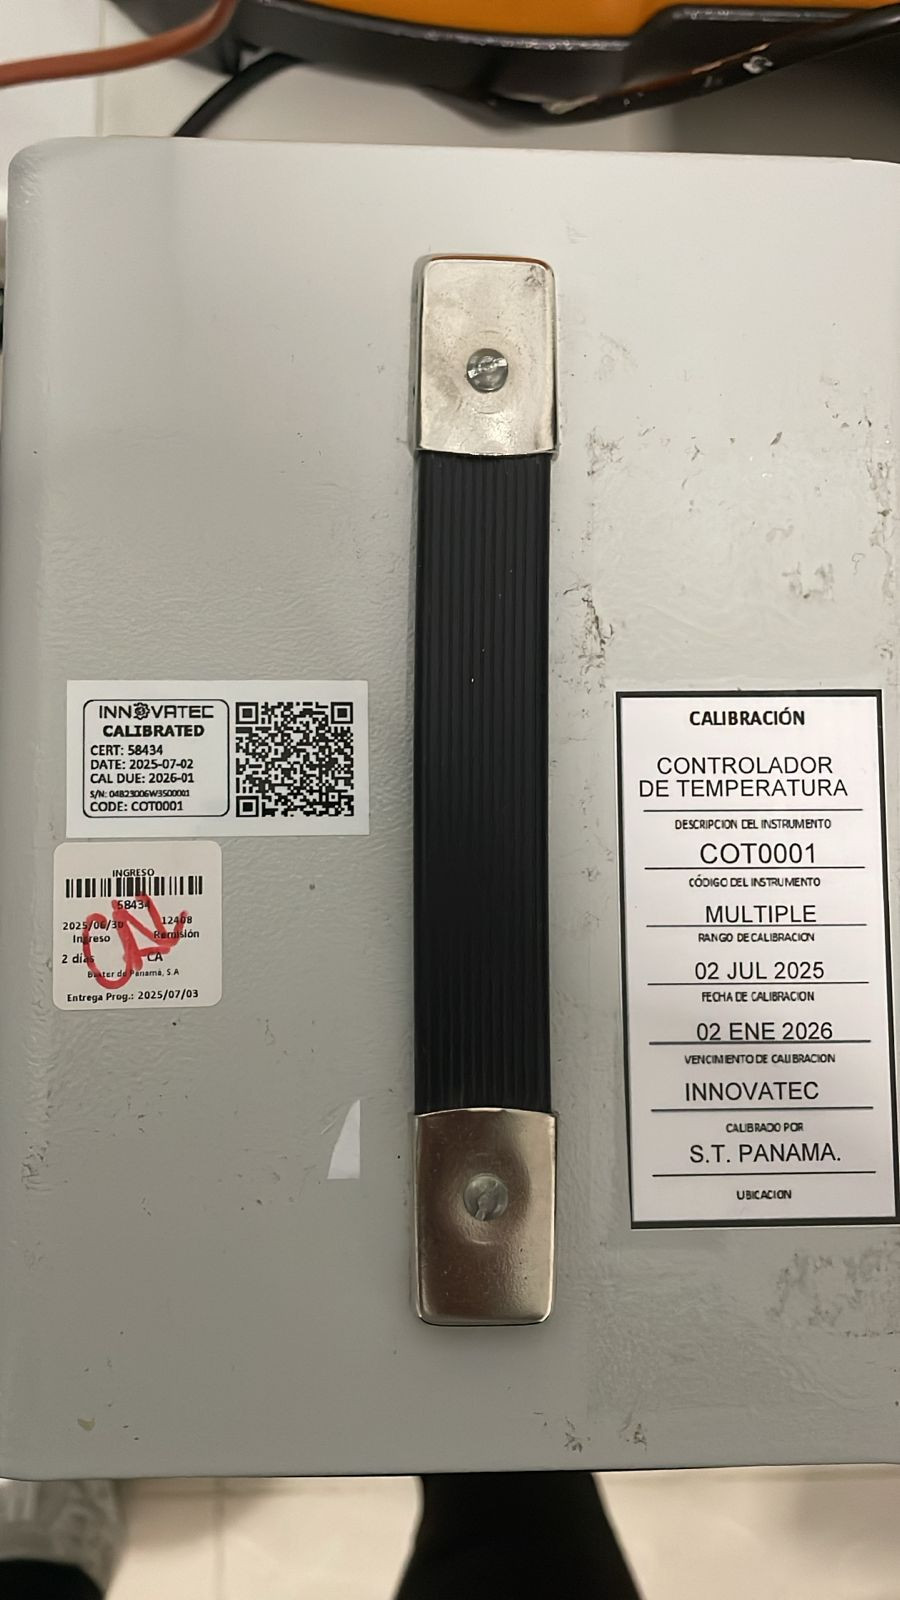 INNOVATEC
CALIBRATED
CERT: 58434
DATE: 2025-07-02
CAL DUE: 2026-01
S/N: 04B23006W3500001
CODE: COT0001
INGRESO
58434
2025/06/30
12408
Ingreso
Remisión
2 días
CA
Baxter de Panamá, S.A
Entrega Prog.: 2025/07/03
CAL
CALIBRACIÓN
CONTROLADOR
DE TEMPERATURA
DESCRIPCION DEL INSTRUMENTO
COT0001
CÓDIGO DEL INSTRUMENTO
MULTIPLE
RANGO DE CALIBRACION
02 JUL 2025
FECHA DE CALIBRACION
02 ENE 2026
VENCIMIENTO DE CALIBRACION
INNOVATEC
CALIBRADO POR
S.T. PANAMA.
UBICACION